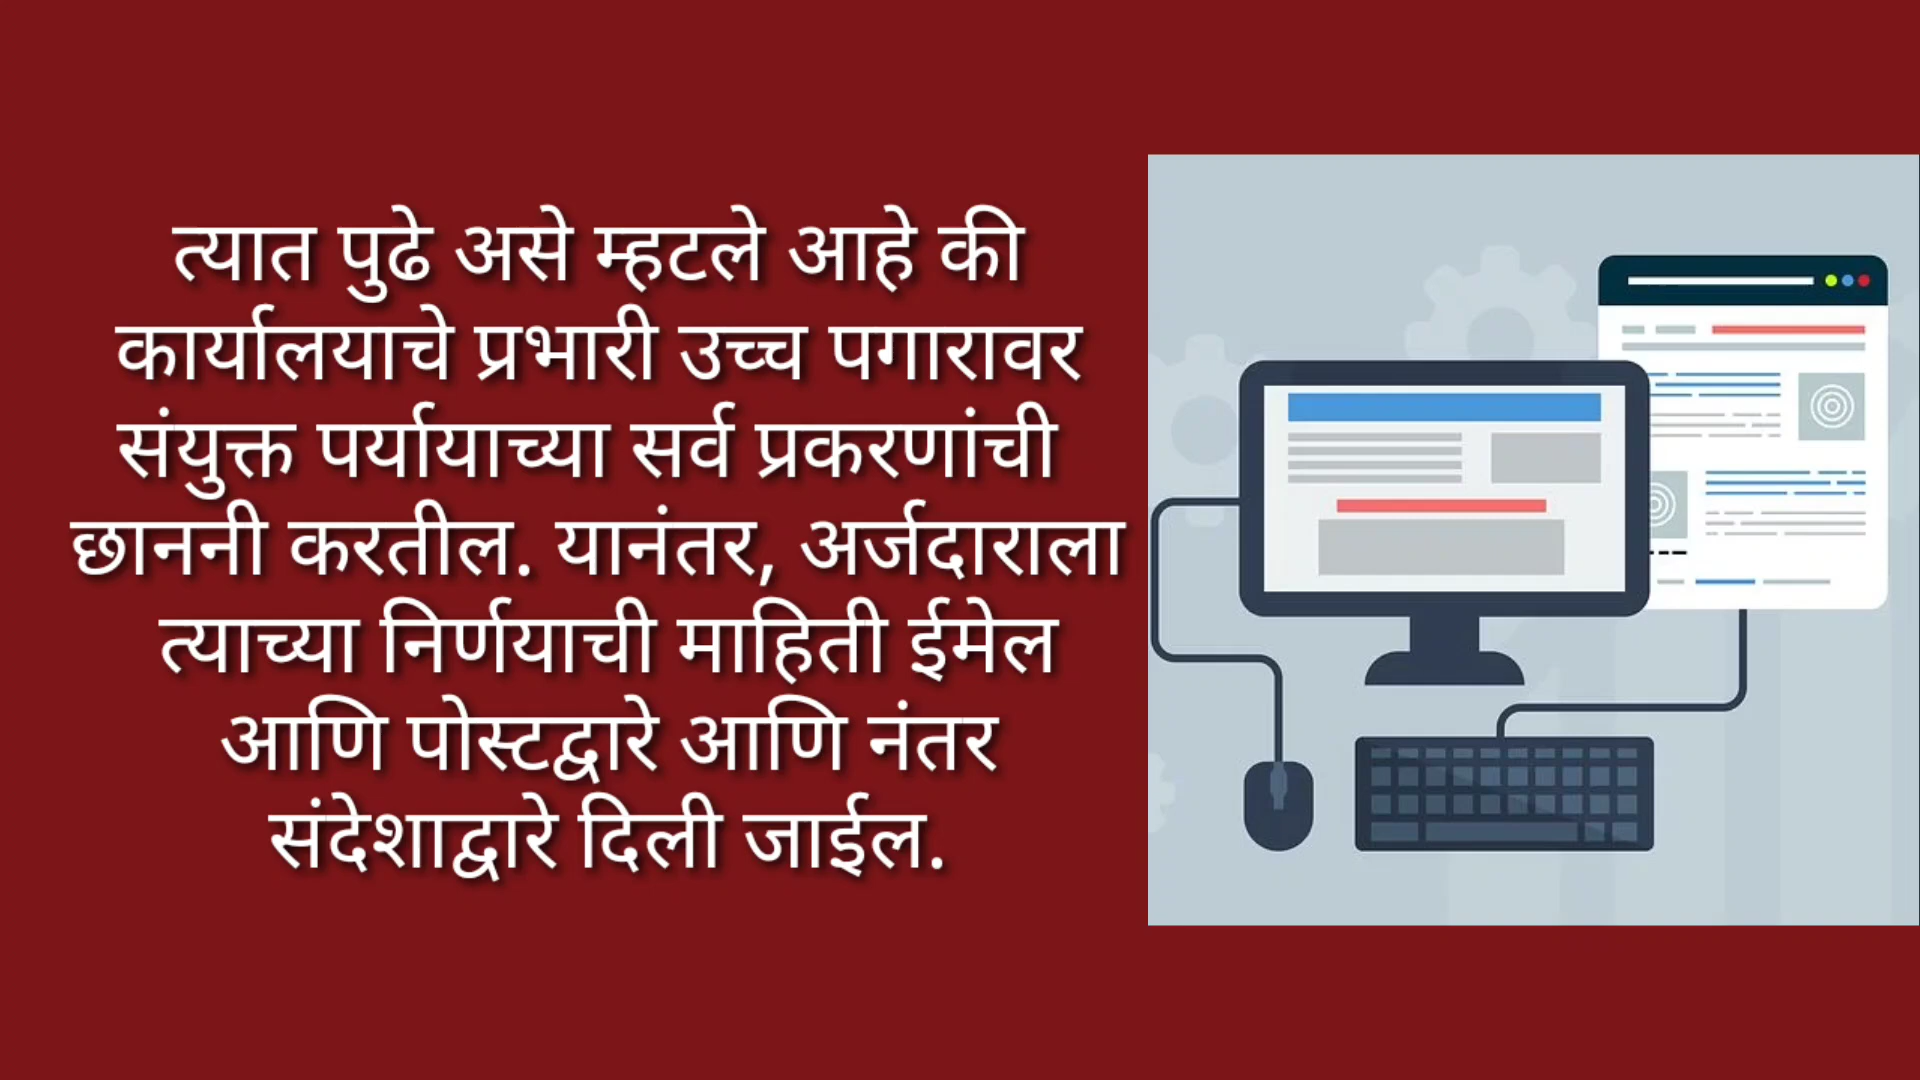 त्यात पुढे असे म्हटले आहे की
कार्यालयाचे प्रभारी उच्च पगारावर
संयुक्त पर्यायाच्या सर्व प्रकरणांची
छाननी करतील. यानंतर, अर्जदाराला
त्याच्या निर्णयाची माहिती ईमेल
आणि पोस्टद्वारे आणि नंतर
संदेशाद्वारे दिली जाईल.